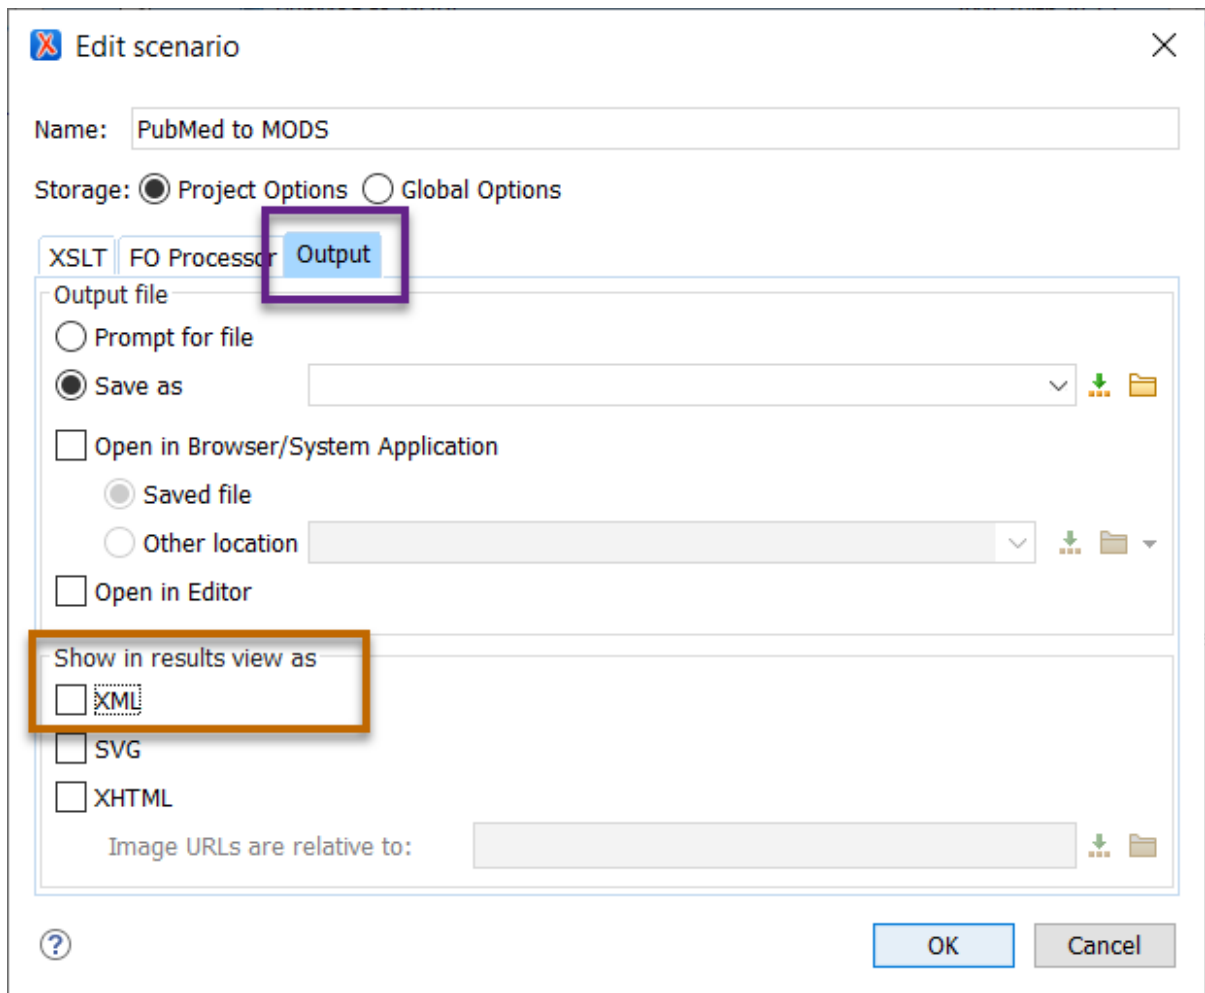 Edit scenario
Name: PubMed to MODS
Storage: Project Options Global Options
XSLT FO Processor Output
Output file
Prompt for file
Save as
Open in Browser/System Application
Saved file
Other location
Open in Editor
Show in results view as
XML
SVG
XHTML
Image URLs are relative to:
? OK Cancel